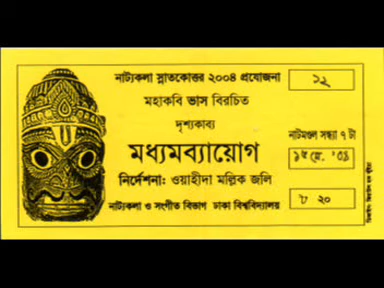 নাট্যকলা স্নাতকোত্তর ২০০৪ প্রযোজনা
১২
মহাকবি ভাস বিরচিত
দৃশ্যকাব্য
নাটমণ্ডল সন্ধ্যা ৭ টা
মধ্যমব্যায়োগ
নির্দেশনা: ওয়াহীদা মল্লিক জলি
নাট্যকলা ও সংগীত বিভাগ ঢাকা বিশ্ববিদ্যালয়
২০